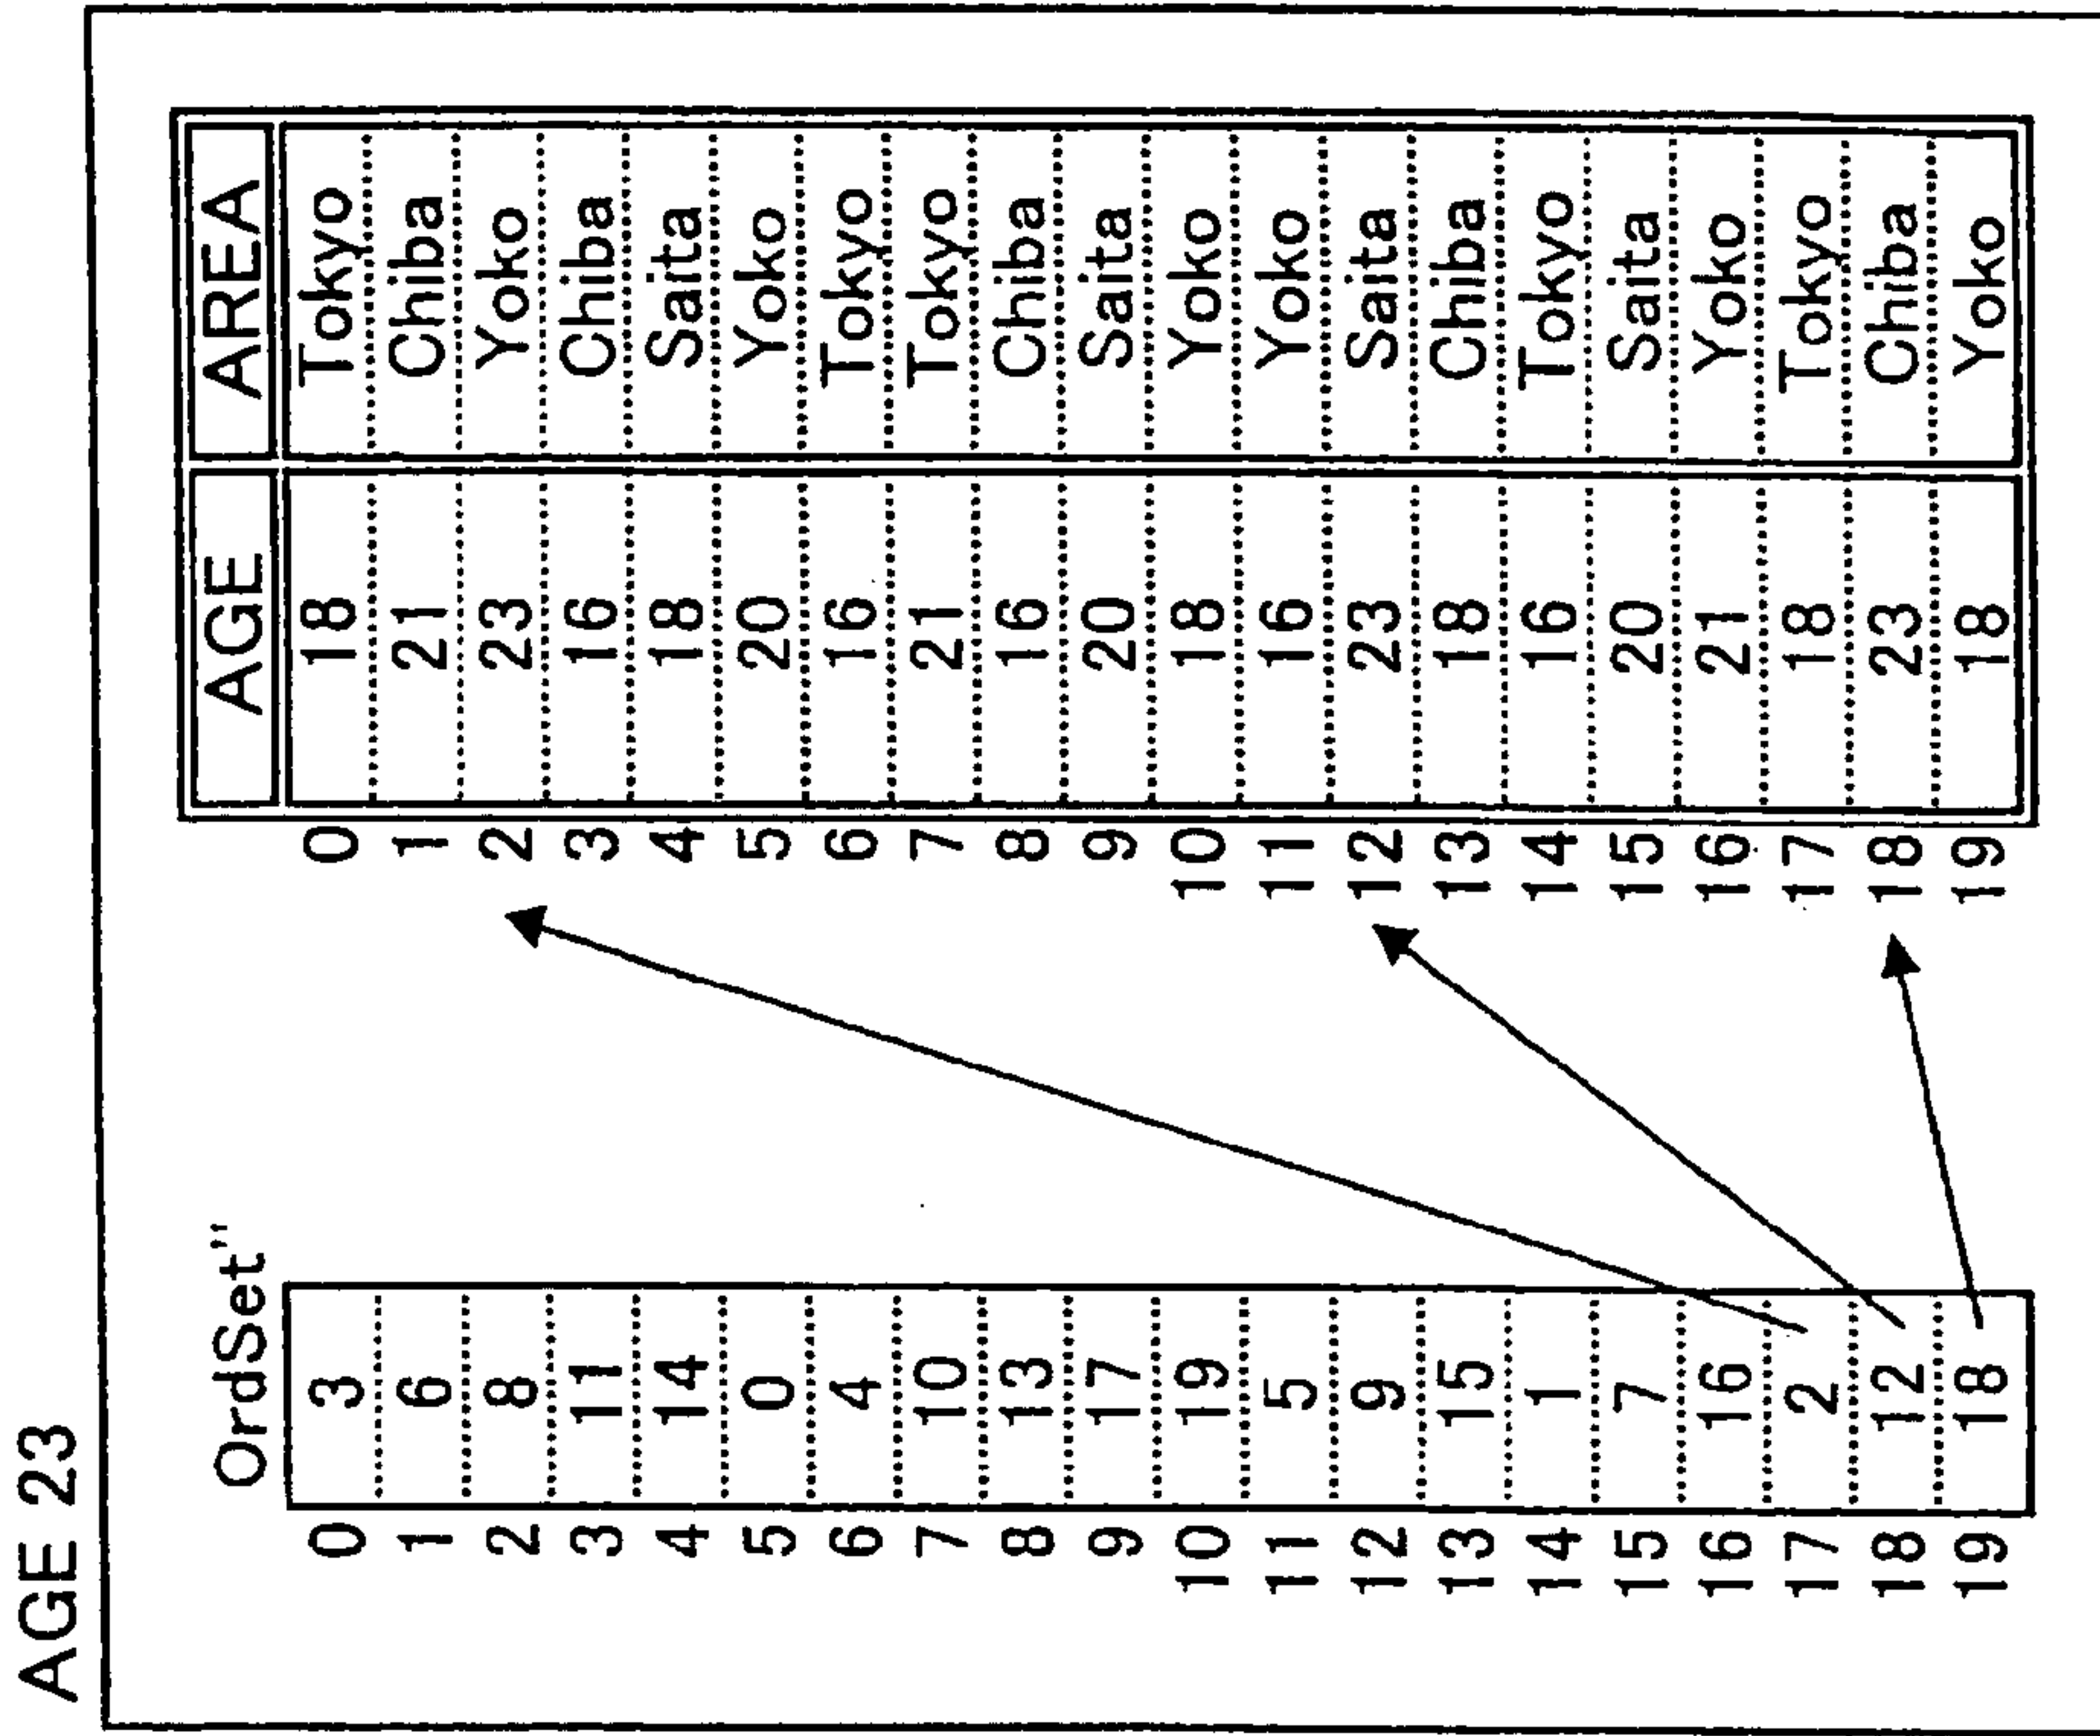 AGE 23
OrdSet" AGE AREA
0 3 0 18 Tokyo
1 6 1 21 Chiba
2 8 2 23 Yoko
3 11 3 16 Chiba
4 14 4 18 Saita
5 0 5 20 Yoko
6 4 6 16 Tokyo
7 10 7 21 Tokyo
8 13 8 16 Chiba
9 17 9 20 Saita
10 19 10 18 Yoko
11 5 11 16 Yoko
12 9 12 23 Saita
13 15 13 18 Chiba
14 1 14 16 Tokyo
15 7 15 20 Saita
16 16 16 21 Yoko
17 2 17 18 Tokyo
18 12 18 23 Chiba
19 18 19 18 Yoko